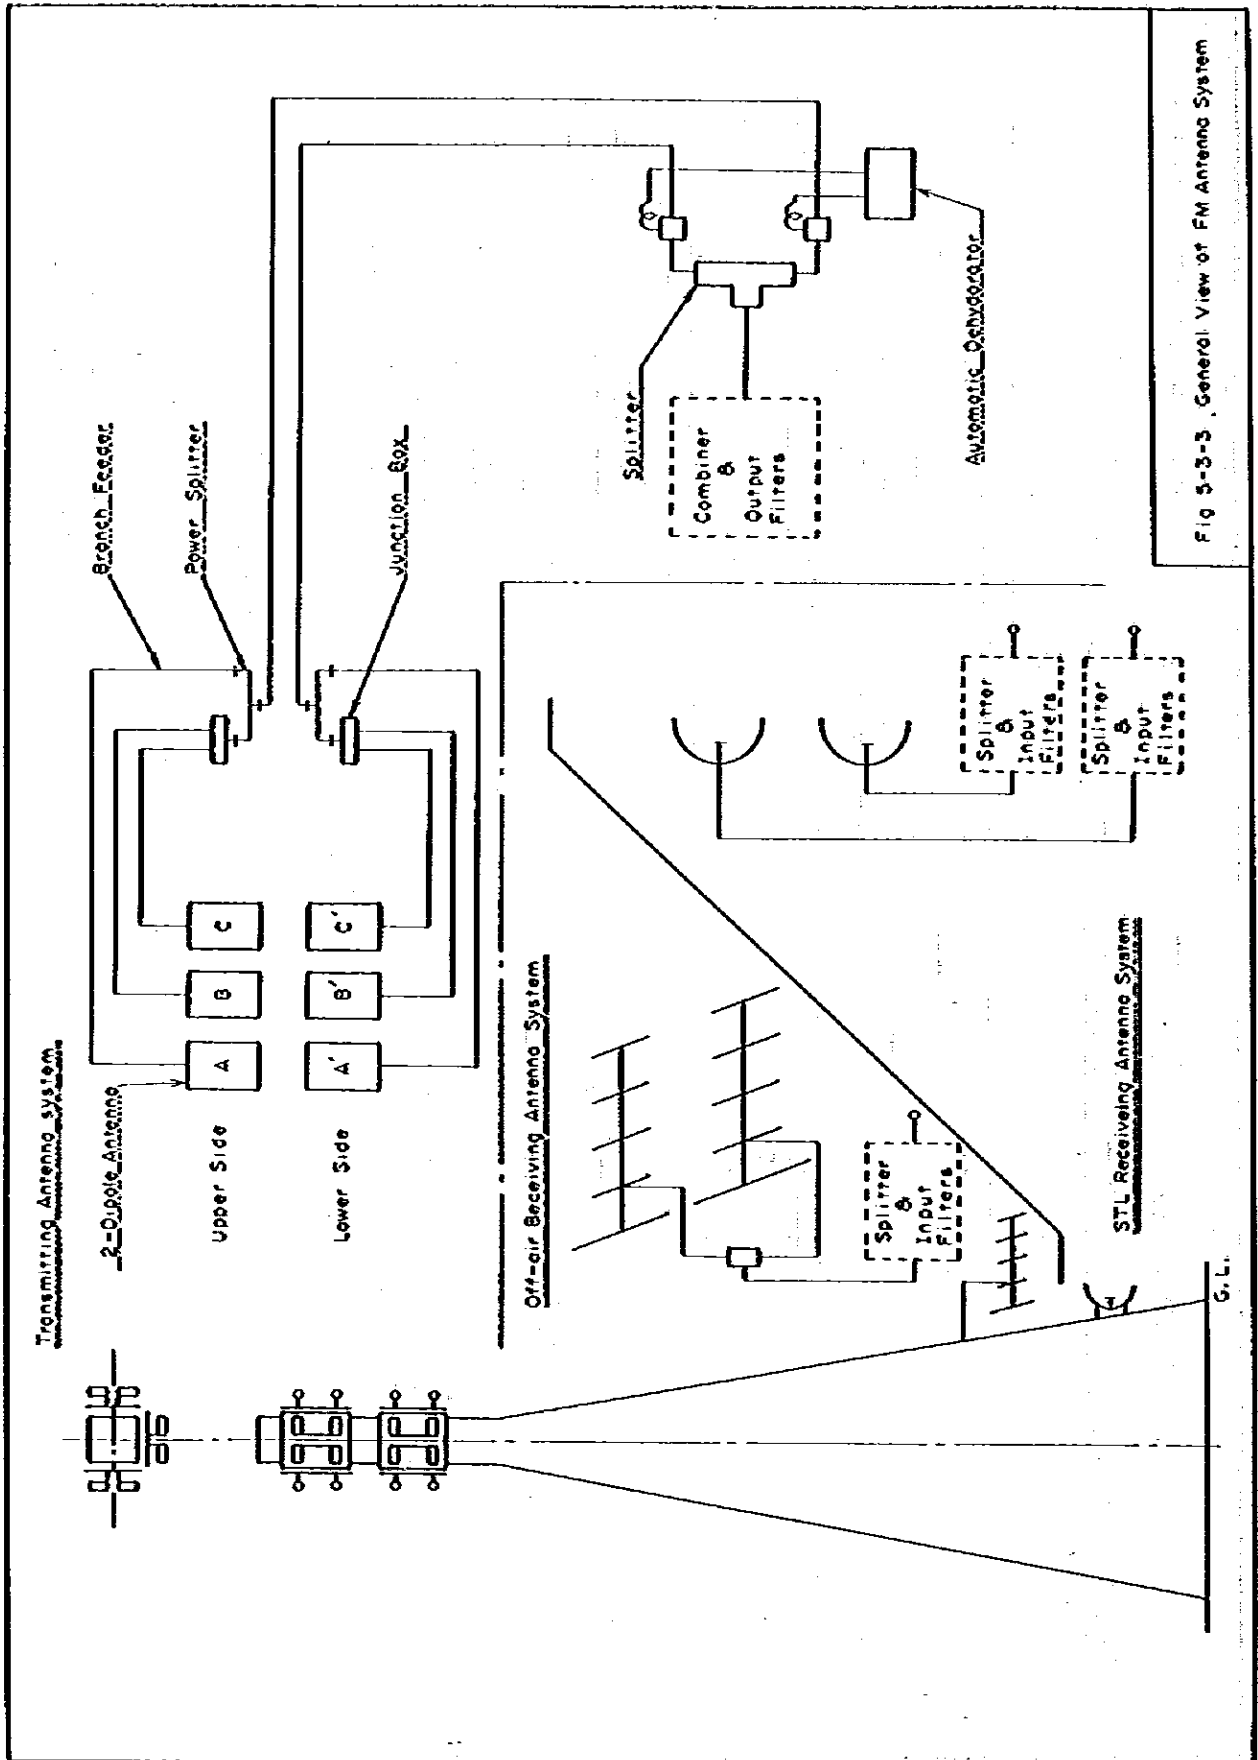 Transmitting Antenna system
2-Dipole Antenna
Upper Side
A
B
C
Lower Side
A'
B'
C'
Branch Feeder
Power Splitter
Junction Box
Splitter
Combiner
&
Output
Filters
Automatic Dehydorator
Off-air Receiving Antenna System
Splitter
&
Input
Filters
STL Receiveing Antenna System
Splitter
&
Input
Filters
Splitter
&
Input
Filters
G.L.
Fig 5-3-3 General View of FM Antenna System